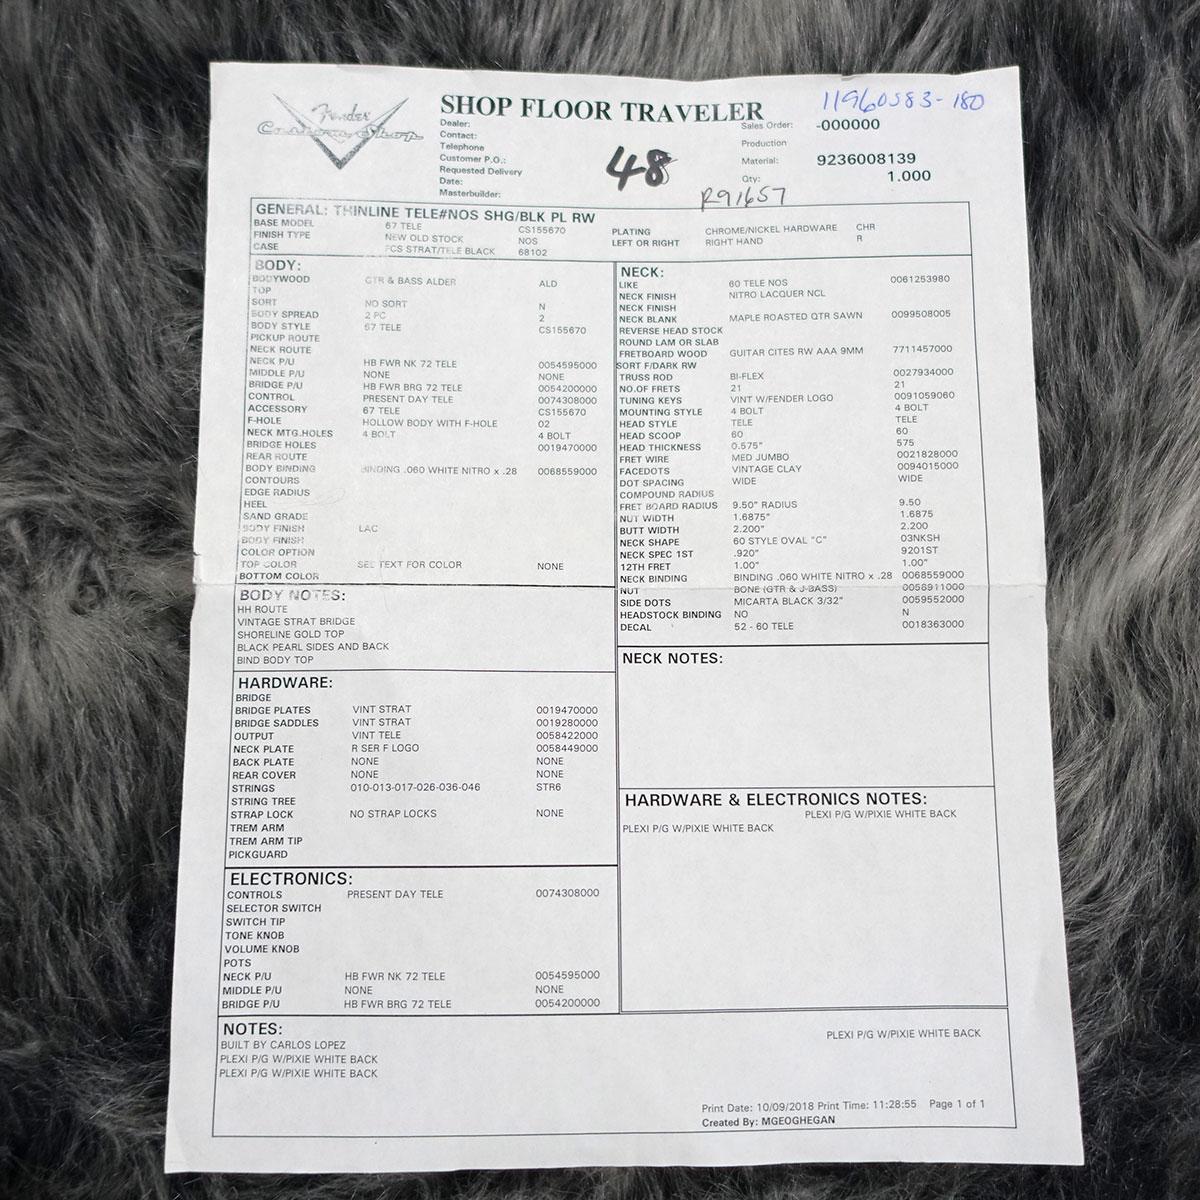 Fender
Custom Shop
SHOP FLOOR TRAVELER
11960583-180
Dealer:
Contact:
Telephone
Customer P.O.:
Requested Delivery
Date:
Masterbuilder:
48
R91657
Sales Order: -000000
Production
Material: 9236008139
Qty: 1.000
GENERAL: THINLINE TELE#NOS SHG/BLK PL RW
BASE MODEL 67 TELE CS155670 PLATING CHROME/NICKEL HARDWARE CHR
FINISH TYPE NEW OLD STOCK NOS LEFT OR RIGHT RIGHT HAND R
CASE FCS STRAT/TELE BLACK 68102
BODY:
BODYWOOD GTR & BASS ALDER ALD
TOP
SORT NO SORT N
BODY SPREAD 2 PC 2
BODY STYLE 67 TELE CS155670
PICKUP ROUTE
NECK ROUTE
NECK P/U HB FWR NK 72 TELE 0054595000
MIDDLE P/U NONE NONE
BRIDGE P/U HB FWR BRG 72 TELE 0054200000
CONTROL PRESENT DAY TELE 0074308000
ACCESSORY 67 TELE CS155670
F-HOLE HOLLOW BODY WITH F-HOLE 02
NECK MTG.HOLES 4 BOLT 4 BOLT
BRIDGE HOLES 0019470000
REAR ROUTE
BODY BINDING BINDING .060 WHITE NITRO x .28 0068559000
CONTOURS
EDGE RADIUS
HEEL
SAND GRADE
BODY FINISH LAC
BODY FINISH
COLOR OPTION
TOP COLOR SEE TEXT FOR COLOR NONE
BOTTOM COLOR
BODY NOTES:
HH ROUTE
VINTAGE STRAT BRIDGE
SHORELINE GOLD TOP
BLACK PEARL SIDES AND BACK
BIND BODY TOP
HARDWARE:
BRIDGE
BRIDGE PLATES VINT STRAT 0019470000
BRIDGE SADDLES VINT STRAT 0019280000
OUTPUT VINT TELE 0058422000
NECK PLATE R SER F LOGO 0058449000
BACK PLATE NONE NONE
REAR COVER NONE NONE
STRINGS 010-013-017-026-036-046 STR6
STRING TREE
STRAP LOCK NO STRAP LOCKS NONE
TREM ARM
TREM ARM TIP
PICKGUARD
ELECTRONICS:
CONTROLS PRESENT DAY TELE 0074308000
SELECTOR SWITCH
SWITCH TIP
TONE KNOB
VOLUME KNOB
POTS
NECK P/U HB FWR NK 72 TELE 0054595000
MIDDLE P/U NONE NONE
BRIDGE P/U HB FWR BRG 72 TELE 0054200000
NECK:
LIKE 60 TELE NOS 0061253980
NECK FINISH NITRO LACQUER NCL
NECK FINISH
NECK BLANK MAPLE ROASTED QTR SAWN 0099508005
REVERSE HEAD STOCK
ROUND LAM OR SLAB
FRETBOARD WOOD GUITAR CITES RW AAA 9MM 7711457000
SORT F/DARK RW
TRUSS ROD BI-FLEX 0027934000
NO.OF FRETS 21 21
TUNING KEYS VINT W/FENDER LOGO 0091059060
MOUNTING STYLE 4 BOLT 4 BOLT
HEAD STYLE TELE TELE
HEAD SCOOP 60 60
HEAD THICKNESS 0.575" 575
FRET WIRE MED JUMBO 0021828000
FACEDOTS VINTAGE CLAY 0094015000
DOT SPACING WIDE WIDE
COMPOUND RADIUS
FRET BOARD RADIUS 9.50" RADIUS 9.50
NUT WIDTH 1.6875" 1.6875
BUTT WIDTH 2.200" 2.200
NECK SHAPE 60 STYLE OVAL "C" 03NKSH
NECK SPEC 1ST .920" 9201ST
12TH FRET 1.00" 1.00"
NECK BINDING BINDING .060 WHITE NITRO x .28 0068559000
NUT BONE (GTR & J-BASS) 0056911000
SIDE DOTS MICARTA BLACK 3/32" 0059552000
HEADSTOCK BINDING NO N
DECAL 52 - 60 TELE 0018363000
NECK NOTES:
HARDWARE & ELECTRONICS NOTES:
PLEXI P/G W/PIXIE WHITE BACK
PLEXI P/G W/PIXIE WHITE BACK
NOTES:
BUILT BY CARLOS LOPEZ
PLEXI P/G W/PIXIE WHITE BACK
PLEXI P/G W/PIXIE WHITE BACK
PLEXI P/G W/PIXIE WHITE BACK
Print Date: 10/09/2018 Print Time: 11:28:55 Page 1 of 1
Created By: MGEOGHEGAN